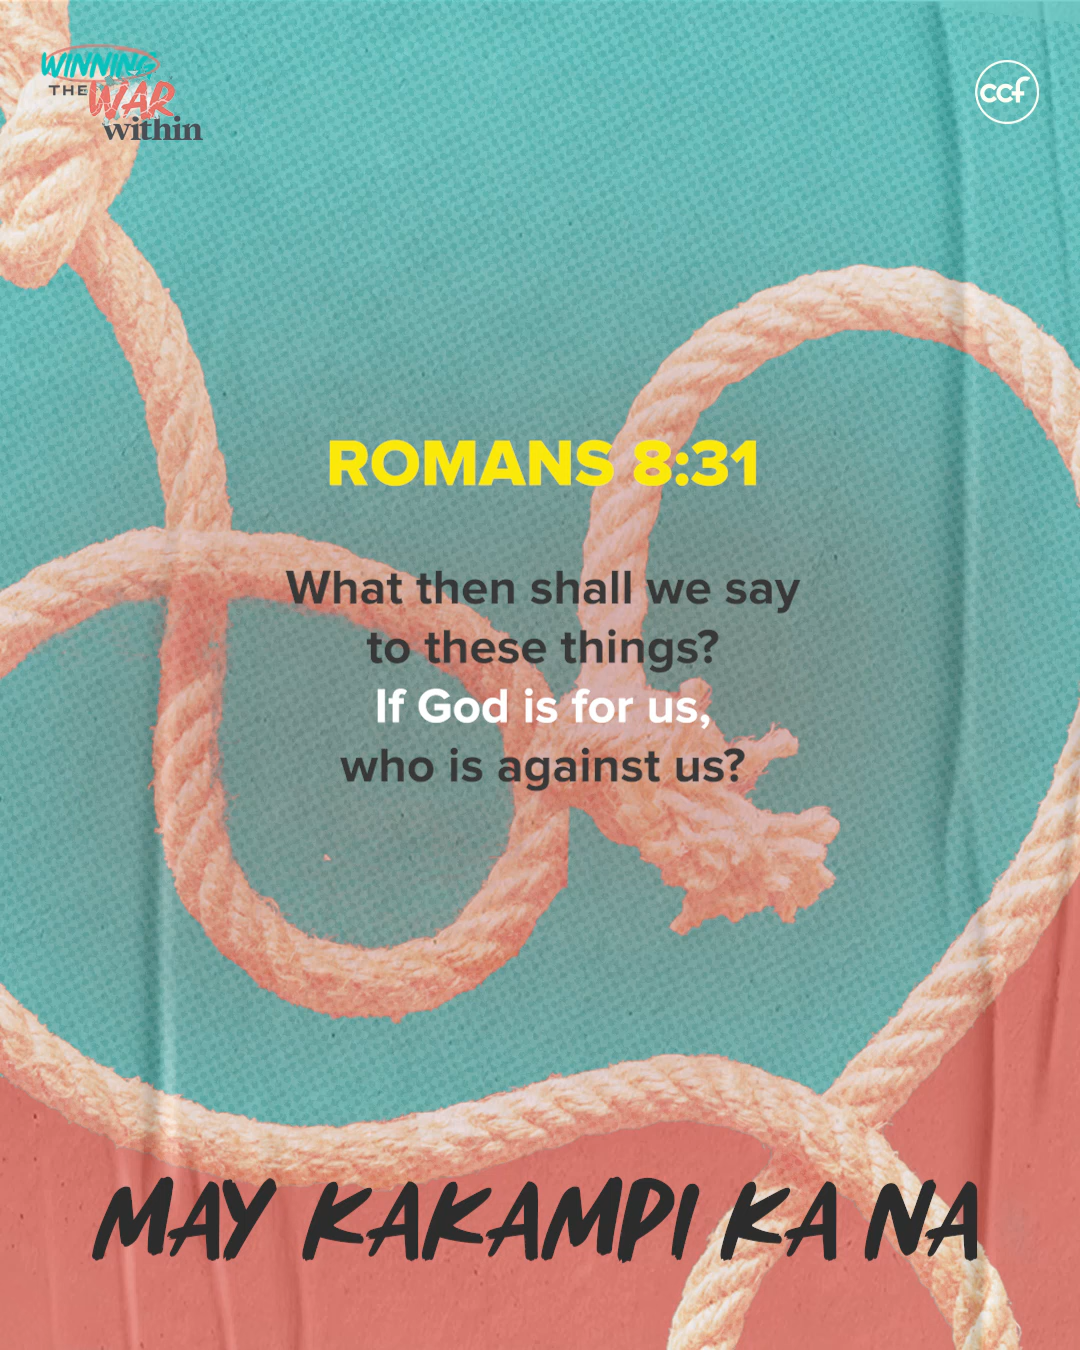 WINNING
THE WAR
within
ccf
ROMANS 8:31
What then shall we say
to these things?
If God is for us,
who is against us?
MAY KAKAMPI KA NA